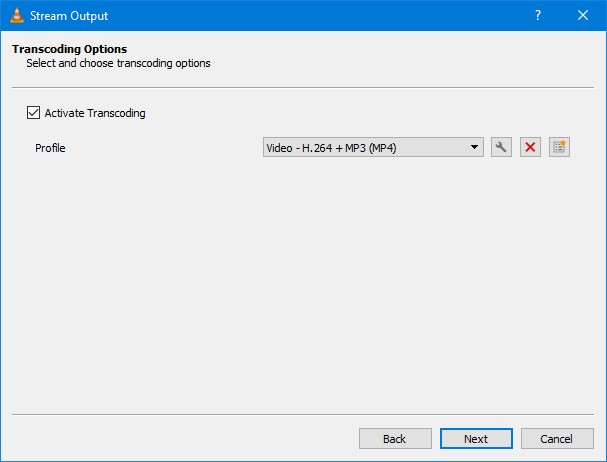 Stream Output
?
Transcoding Options
Select and choose transcoding options
Activate Transcoding
Profile
Video - H.264 + MP3 (MP4)
Back
Next
Cancel